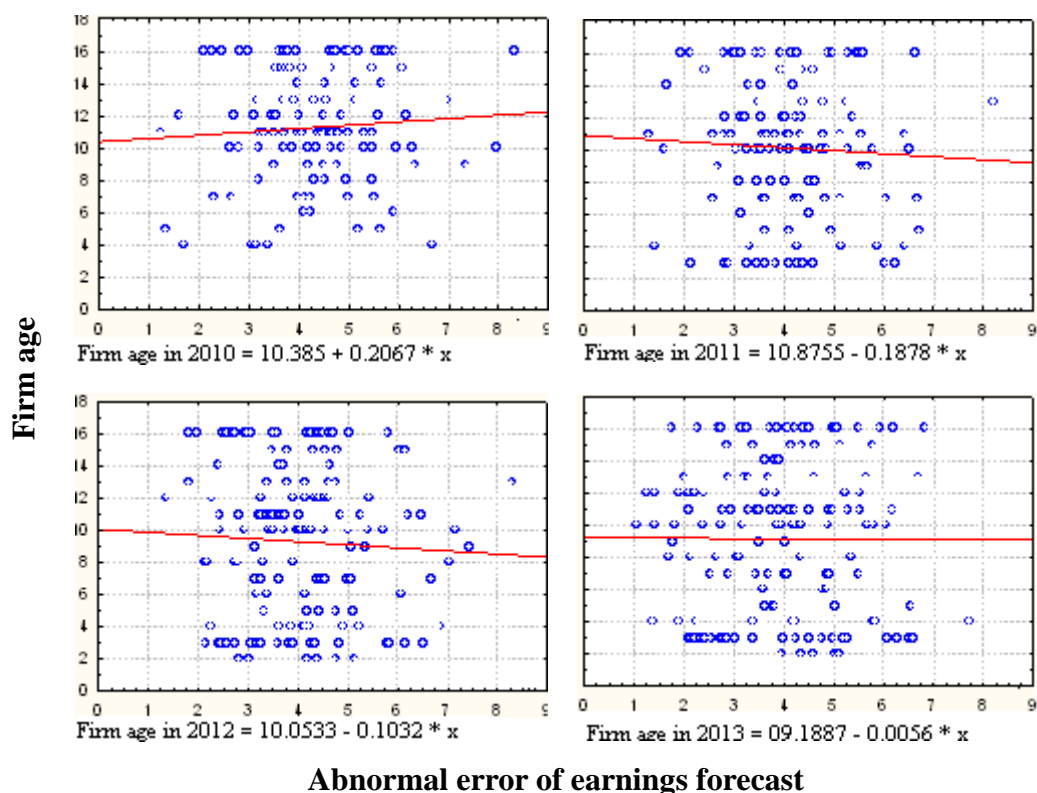 18
16
14
12
10
8
6
4
2
0
0 1 2 3 4 5 6 7 8 9
Firm age in 2010 = 10.385 + 0.2067 * x
0 1 2 3 4 5 6 7 8 9
Firm age in 2011 = 10.8755 - 0.1878 * x
Firm age
18
16
14
12
10
8
6
4
2
0
0 1 2 3 4 5 6 7 8 9
Firm age in 2012 = 10.0533 - 0.1032 * x
0 1 2 3 4 5 6 7 8 9
Firm age in 2013 = 09.1887 - 0.0056 * x
Abnormal error of earnings forecast